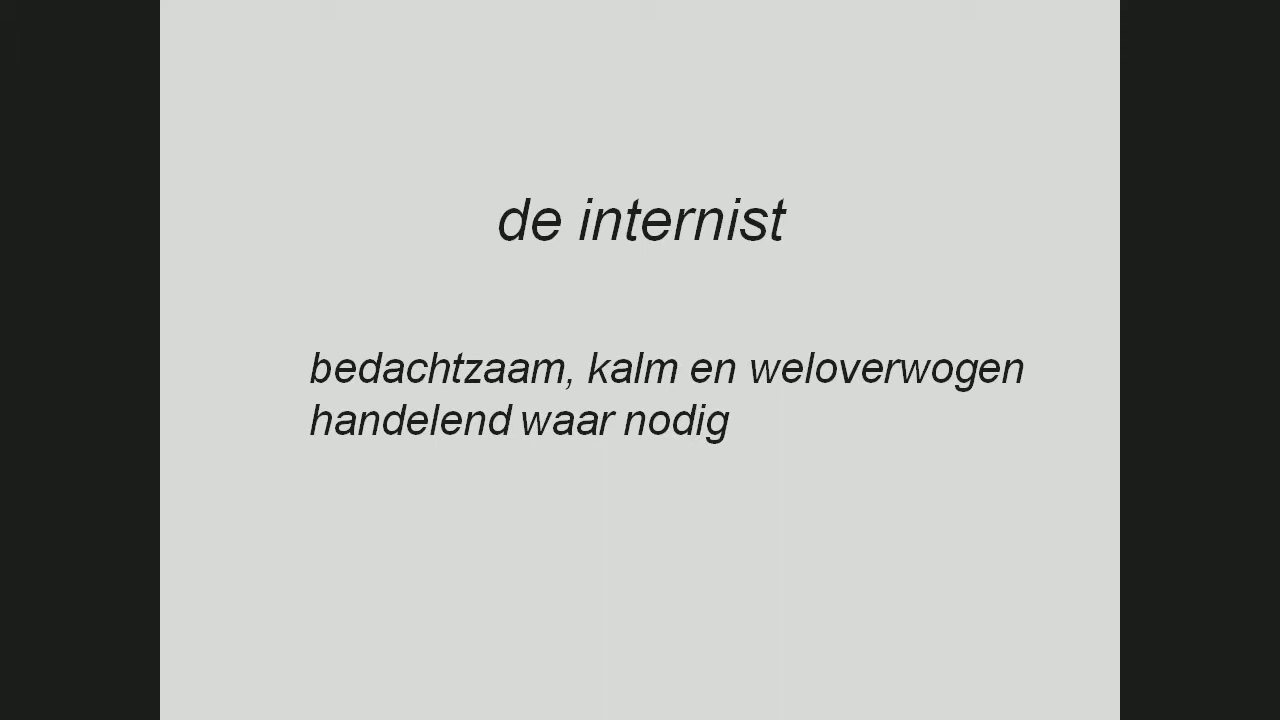 de internist
bedachtzaam, kalm en weloverwogen
handelend waar nodig